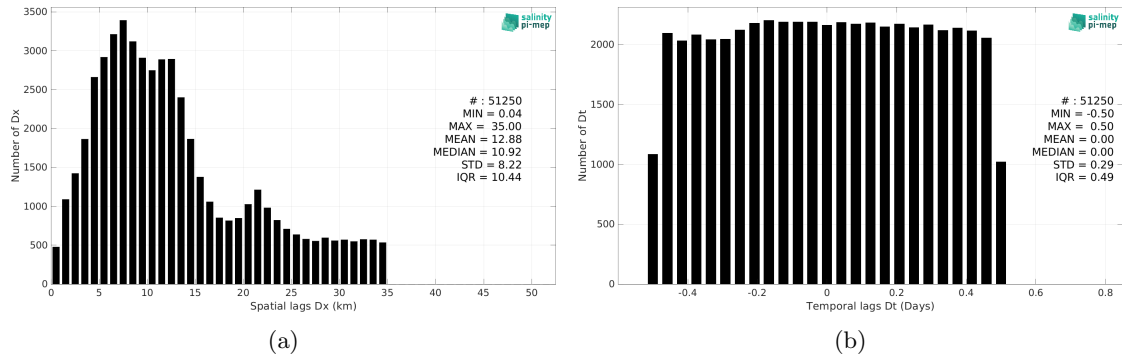 3500
3000
2500
2000
1500
1000
500
0
Number of Dx
0 5 10 15 20 25 30 35 40 45 50
Spatial lags Dx (km)
salinity
pi-mep
# : 51250
MIN = 0.04
MAX = 35.00
MEAN = 12.88
MEDIAN = 10.92
STD = 8.22
IQR = 10.44
(a)
2000
1500
1000
500
0
Number of Dt
-0.4 -0.2 0 0.2 0.4 0.6 0.8
Temporal lags Dt (Days)
salinity
pi-mep
# : 51250
MIN = -0.50
MAX = 0.50
MEAN = 0.00
MEDIAN = 0.00
STD = 0.29
IQR = 0.49
(b)